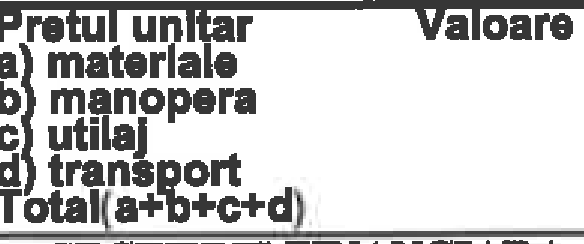 Pretul unitar Valoare
a) materiale
b) manopera
c) utilaj
d) transport
Total(a+b+c+d)